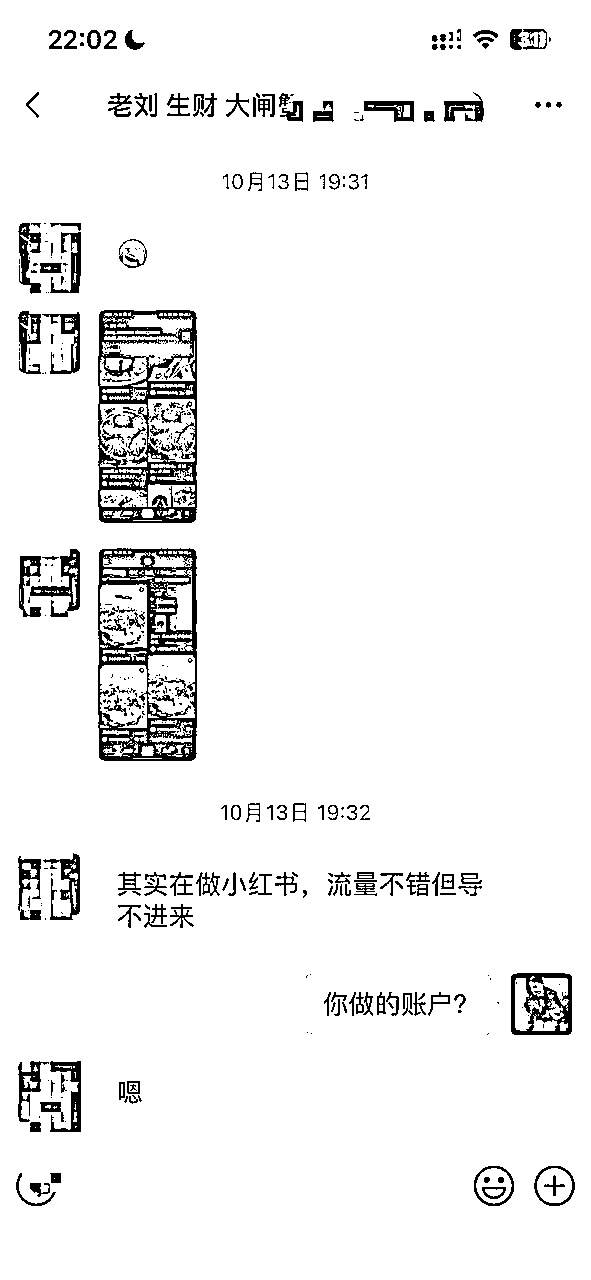 22:02
老刘 生财 大闸蟹
10月13日 19:31
10月13日 19:32
其实在做小红书，流量不错但导
不进来
你做的账户？
嗯